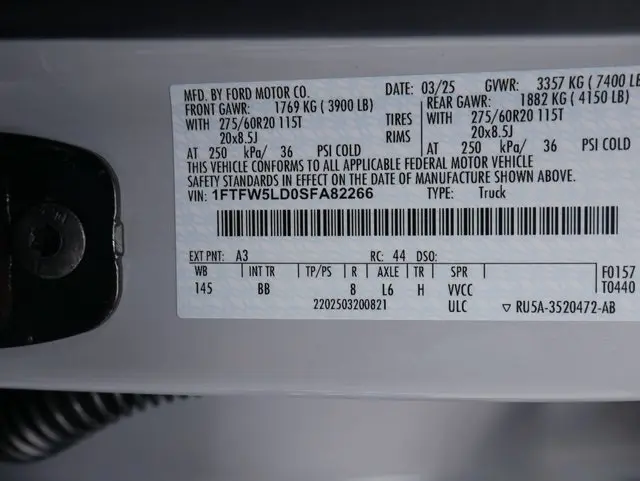 MFD. BY FORD MOTOR CO. DATE: 03/25 GVWR: 3357 KG (7400 LB
FRONT GAWR: 1769 KG (3900 LB) REAR GAWR: 1882 KG (4150 LB)
WITH 275/60R20 115T TIRES WITH 275/60R20 115T
20x8.5J RIMS 20x8.5J
AT 250 kPa/ 36 PSI COLD AT 250 kPa/ 36 PSI COLD
THIS VEHICLE CONFORMS TO ALL APPLICABLE FEDERAL MOTOR VEHICLE
SAFETY STANDARDS IN EFFECT ON THE DATE OF MANUFACTURE SHOWN ABOVE.
VIN: 1FTFW5LD0SFA82266 TYPE: Truck
EXT PNT: A3 RC: 44 DSO:
WB INT TR TP/PS R AXLE TR SPR F0157
145 BB 8 L6 H VVCC T0440
2202503200821 ULC RU5A-3520472-AB